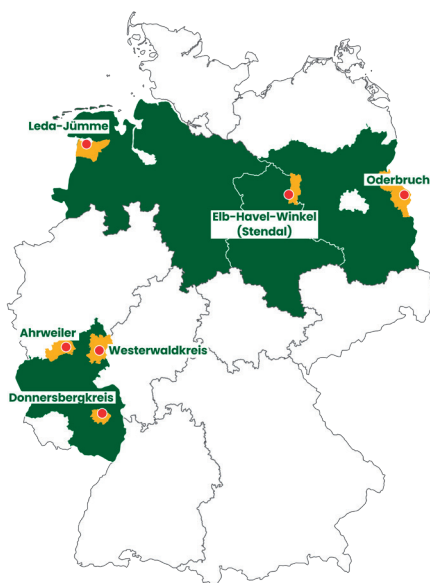 Leda-Jümme
Oderbruch
Elb-Havel-Winkel
(Stendal)
Ahrweiler
Westerwaldkreis
Donnersbergkreis